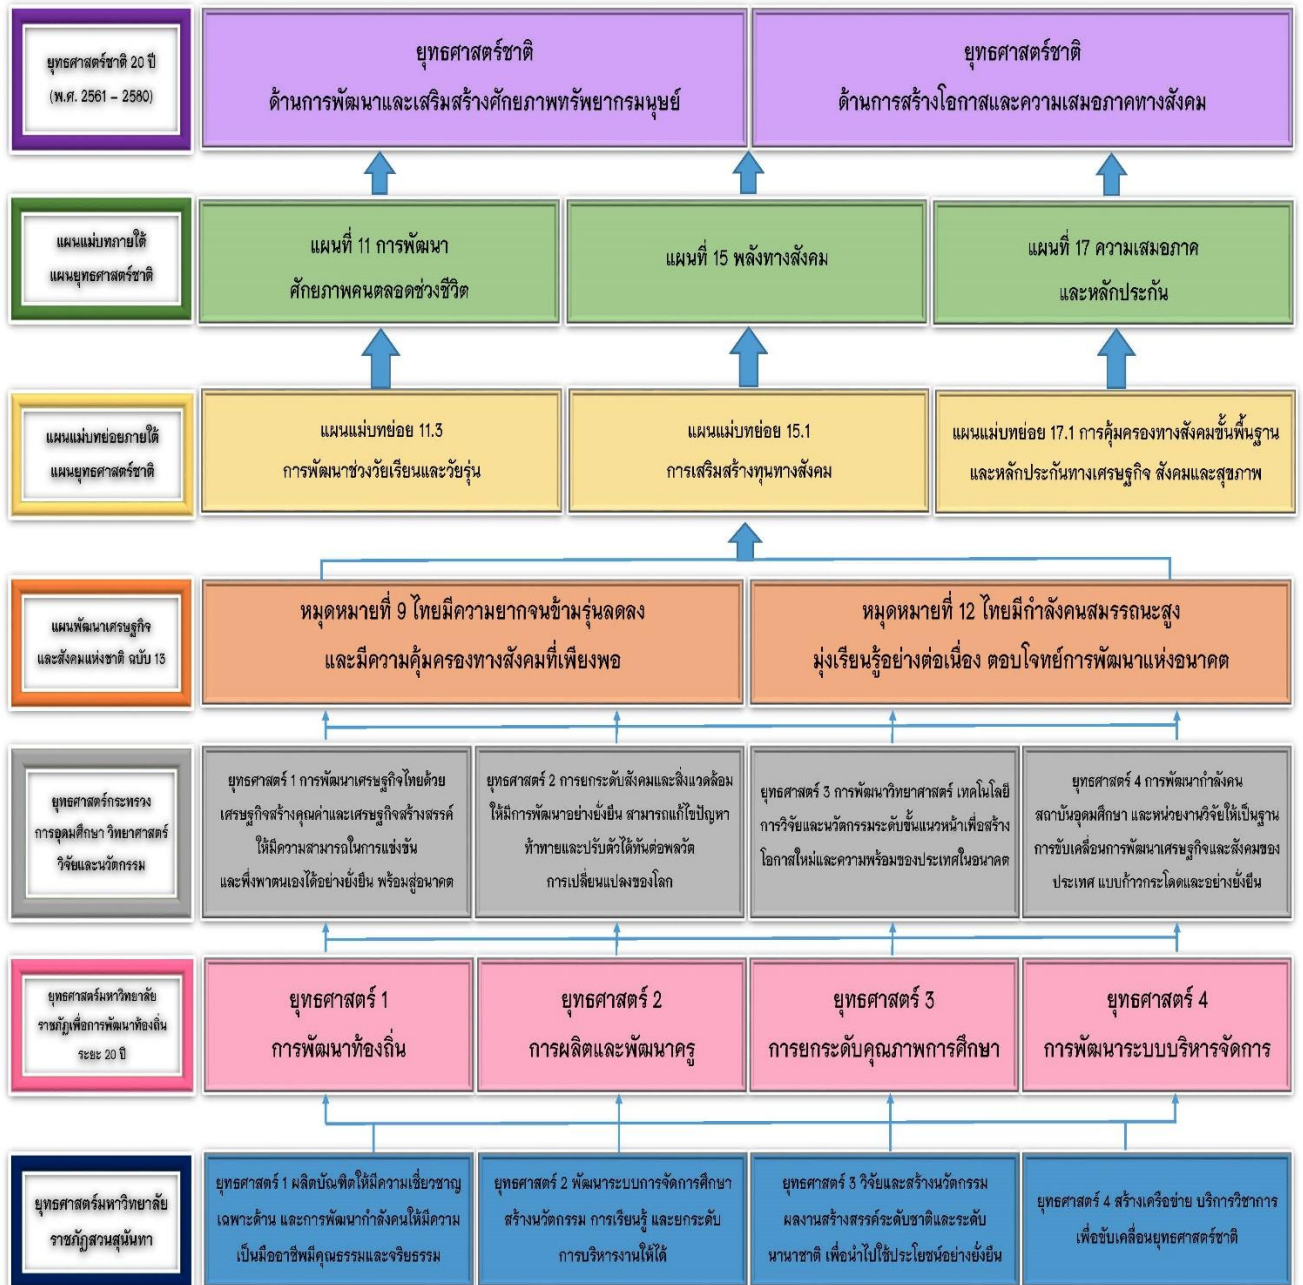 ยุทธศาสตร์ชาติ 20 ปี
(พ.ศ. 2561 – 2580)
ยุทธศาสตร์ชาติ
ด้านการพัฒนาและเสริมสร้างศักยภาพทรัพยากรมนุษย์
ยุทธศาสตร์ชาติ
ด้านการสร้างโอกาสและความเสมอภาคทางสังคม
แผนแม่บทภายใต้
แผนยุทธศาสตร์ชาติ
แผนที่ 11 การพัฒนา
ศักยภาพคนตลอดช่วงชีวิต
แผนที่ 15 พลังทางสังคม
แผนที่ 17 ความเสมอภาค
และหลักประกัน
แผนแม่บทย่อยภายใต้
แผนยุทธศาสตร์ชาติ
แผนแม่บทย่อย 11.3
การพัฒนาช่วงวัยเรียนและวัยรุ่น
แผนแม่บทย่อย 15.1
การเสริมสร้างทุนทางสังคม
แผนแม่บทย่อย 17.1 การคุ้มครองทางสังคมขั้นพื้นฐาน
และหลักประกันทางเศรษฐกิจ สังคมและสุขภาพ
แผนพัฒนาเศรษฐกิจ
และสังคมแห่งชาติ ฉบับ 13
หมุดหมายที่ 9 ไทยมีความยากจนข้ามรุ่นลดลง
และมีความคุ้มครองทางสังคมที่เพียงพอ
หมุดหมายที่ 12 ไทยมีกำลังคนสมรรถนะสูง
มุ่งเรียนรู้อย่างต่อเนื่อง ตอบโจทย์การพัฒนาแห่งอนาคต
ยุทธศาสตร์กระทรวง
การอุดมศึกษา วิทยาศาสตร์
วิจัยและนวัตกรรม
ยุทธศาสตร์ 1 การพัฒนาเศรษฐกิจไทยด้วย
เศรษฐกิจสร้างคุณค่าและเศรษฐกิจสร้างสรรค์
ให้มีความสามารถในการแข่งขัน
และพึ่งพาตนเองได้อย่างยั่งยืน พร้อมสู่อนาคต
ยุทธศาสตร์ 2 การยกระดับสังคมและสิ่งแวดล้อม
ให้มีการพัฒนาอย่างยั่งยืน สามารถแก้ไขปัญหา
ท้าทายและปรับตัวได้ทันต่อพลวัต
การเปลี่ยนแปลงของโลก
ยุทธศาสตร์ 3 การพัฒนาวิทยาศาสตร์ เทคโนโลยี
การวิจัยและนวัตกรรมระดับขั้นแนวหน้าเพื่อสร้าง
โอกาสใหม่และความพร้อมของประเทศในอนาคต
ยุทธศาสตร์ 4 การพัฒนากำลังคน
สถาบันอุดมศึกษา และหน่วยงานวิจัยให้เป็นฐาน
การขับเคลื่อนการพัฒนาเศรษฐกิจและสังคมของ
ประเทศ แบบก้าวกระโดดและอย่างยั่งยืน
ยุทธศาสตร์มหาวิทยาลัย
ราชภัฏเพื่อการพัฒนาท้องถิ่น
ระยะ 20 ปี
ยุทธศาสตร์ 1
การพัฒนาท้องถิ่น
ยุทธศาสตร์ 2
การผลิตและพัฒนาครู
ยุทธศาสตร์ 3
การยกระดับคุณภาพการศึกษา
ยุทธศาสตร์ 4
การพัฒนาระบบบริหารจัดการ
ยุทธศาสตร์มหาวิทยาลัย
ราชภัฏสวนสุนันทา
ยุทธศาสตร์ 1 ผลิตบัณฑิตให้มีความเชี่ยวชาญ
เฉพาะด้าน และการพัฒนากำลังคนให้มีความ
เป็นมืออาชีพมีคุณธรรมและจริยธรรม
ยุทธศาสตร์ 2 พัฒนาระบบการจัดการศึกษา
สร้างนวัตกรรม การเรียนรู้ และยกระดับ
การบริหารงานให้ได้
ยุทธศาสตร์ 3 วิจัยและสร้างนวัตกรรม
ผลงานสร้างสรรค์ระดับชาติและระดับ
นานาชาติ เพื่อนำไปใช้ประโยชน์อย่างยั่งยืน
ยุทธศาสตร์ 4 สร้างเครือข่าย บริการวิชาการ
เพื่อขับเคลื่อนยุทธศาสตร์ชาติ